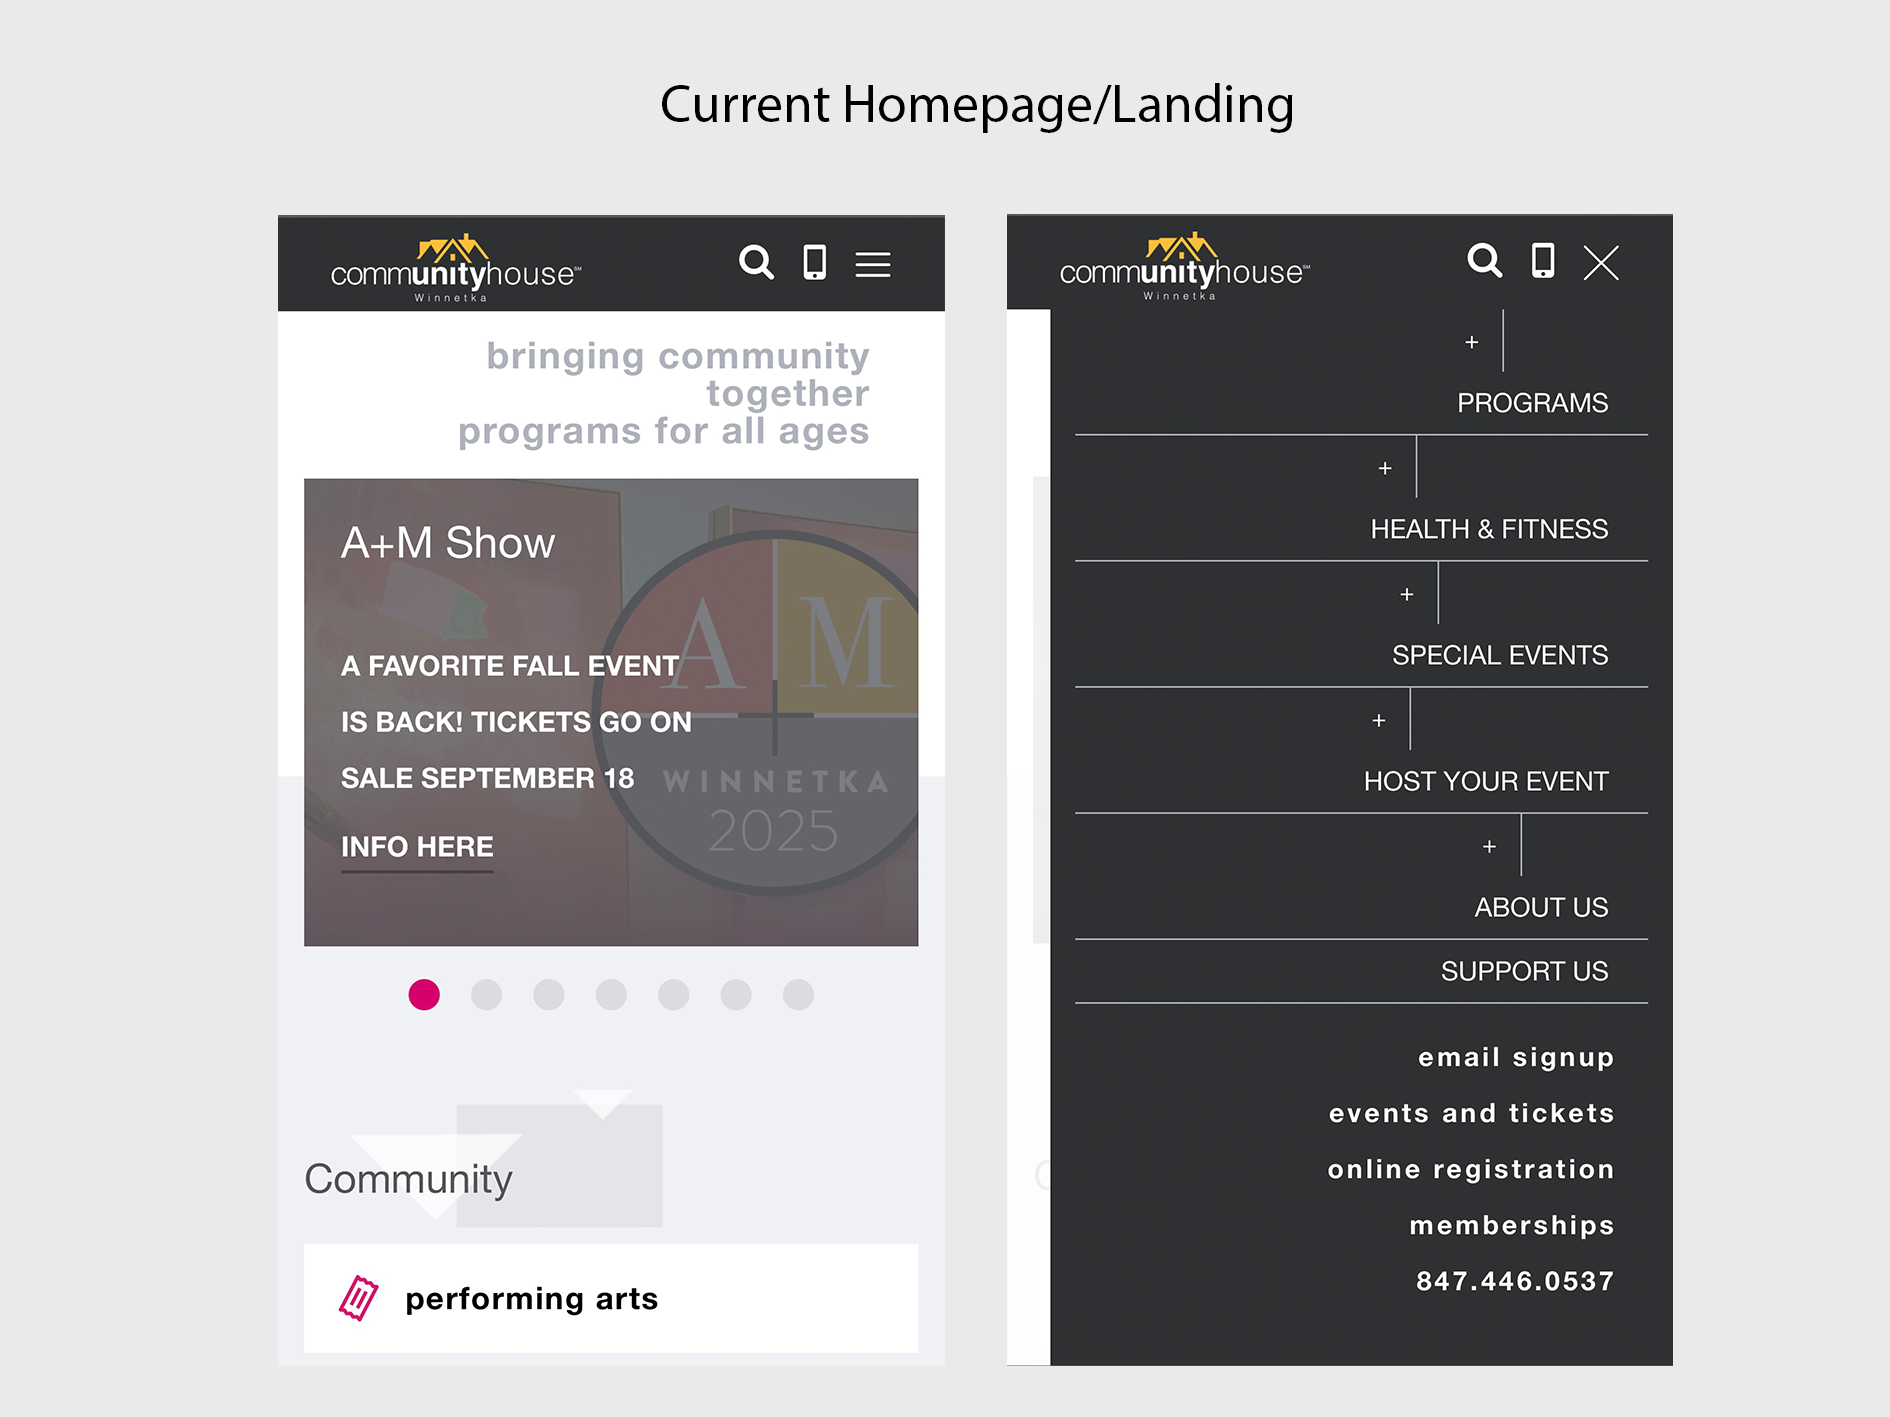 Current Homepage/Landing
communityhouse℠
Winnetka
bringing community
together
programs for all ages
A+M Show
A FAVORITE FALL EVENT
IS BACK! TICKETS GO ON
SALE SEPTEMBER 18
INFO HERE
A M
WINNETKA
2025
Community
performing arts
communityhouse℠
Winnetka
+
PROGRAMS
+
HEALTH & FITNESS
+
SPECIAL EVENTS
+
HOST YOUR EVENT
+
ABOUT US
SUPPORT US
email signup
events and tickets
online registration
memberships
847.446.0537